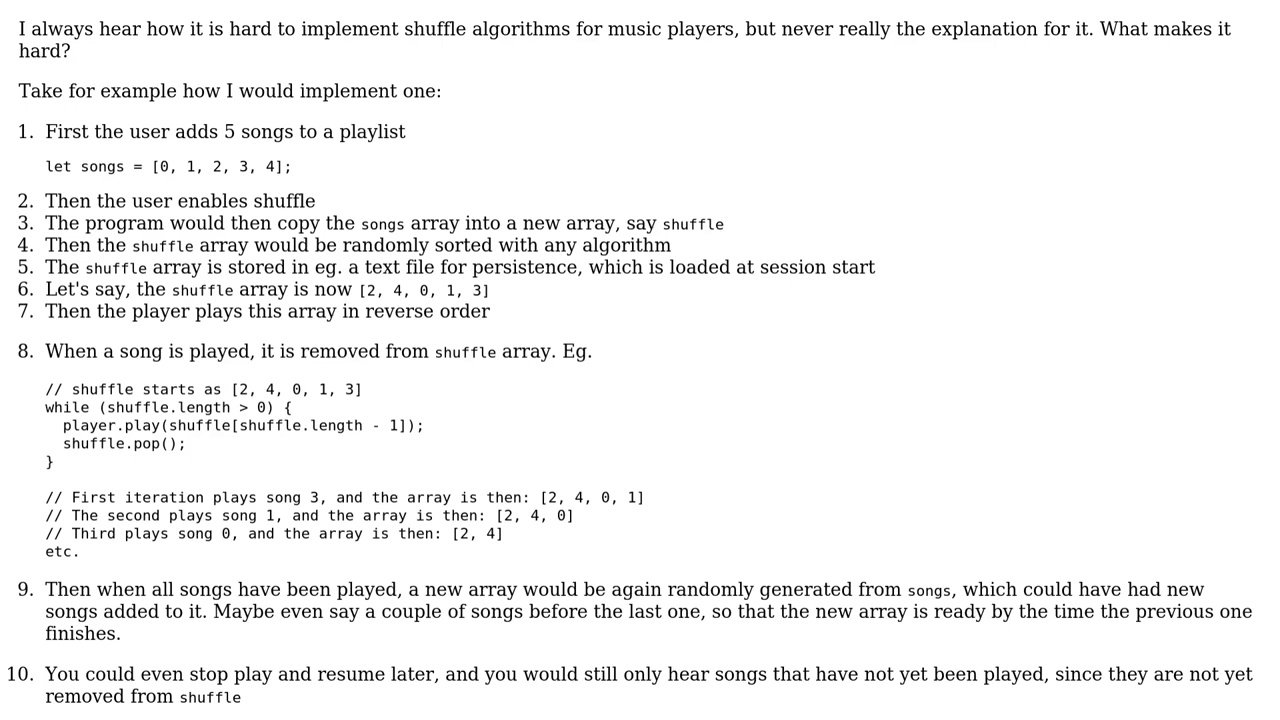 I always hear how it is hard to implement shuffle algorithms for music players, but never really the explanation for it. What makes it
hard?
Take for example how I would implement one:
1. First the user adds 5 songs to a playlist
let songs = [0, 1, 2, 3, 4];
2. Then the user enables shuffle
3. The program would then copy the songs array into a new array, say shuffle
4. Then the shuffle array would be randomly sorted with any algorithm
5. The shuffle array is stored in eg. a text file for persistence, which is loaded at session start
6. Let's say, the shuffle array is now [2, 4, 0, 1, 3]
7. Then the player plays this array in reverse order
8. When a song is played, it is removed from shuffle array. Eg.
// shuffle starts as [2, 4, 0, 1, 3]
while (shuffle.length > 0) {
  player.play(shuffle[shuffle.length - 1]);
  shuffle.pop();
}
// First iteration plays song 3, and the array is then: [2, 4, 0, 1]
// The second plays song 1, and the array is then: [2, 4, 0]
// Third plays song 0, and the array is then: [2, 4]
etc.
9. Then when all songs have been played, a new array would be again randomly generated from songs, which could have had new
songs added to it. Maybe even say a couple of songs before the last one, so that the new array is ready by the time the previous one
finishes.
10. You could even stop play and resume later, and you would still only hear songs that have not yet been played, since they are not yet
removed from shuffle